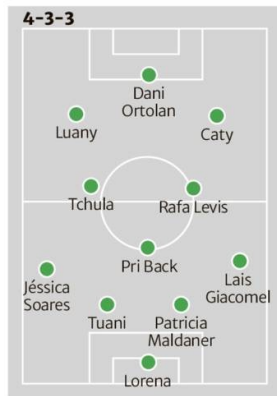 4-3-3
Dani
Ortolan
Luany
Caty
Tchula
Rafa Levis
Pri Back
Jéssica
Soares
Lais
Giacomel
Tuani
Patricia
Maldaner
Lorena